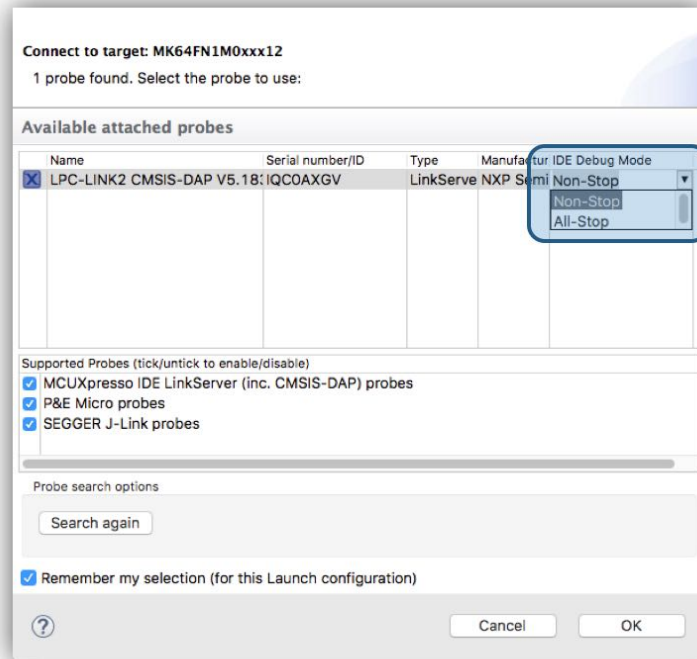 Connect to target: MK64FN1M0xxx12
1 probe found. Select the probe to use:
Available attached probes
Name Serial number/ID Type Manufactur IDE Debug Mode
LPC-LINK2 CMSIS-DAP V5.18 IQCO0AXGV LinkServe NXP Semi Non-Stop
Non-Stop
All-Stop
Supported Probes (tick/untick to enable/disable)
MCUXpresso IDE LinkServer (inc. CMSIS-DAP) probes
P&E Micro probes
SEGGER J-Link probes
Probe search options
Search again
Remember my selection (for this Launch configuration)
?
Cancel OK